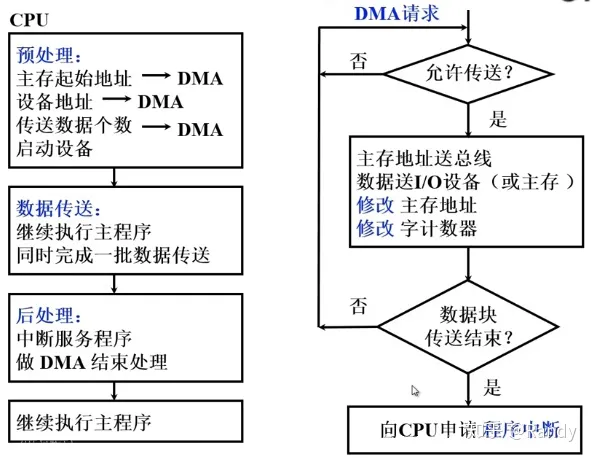 CPU
预处理：
主存起始地址 → DMA
设备地址 → DMA
传送数据个数 → DMA
启动设备
数据传送：
继续执行主程序
同时完成一批数据传送
后处理：
中断服务程序
做 DMA 结束处理
继续执行主程序
DMA请求
允许传送？
否
是
主存地址送总线
数据送I/O设备（或主存）
修改 主存地址
修改 字计数器
否
数据块
传送结束？
是
向CPU申请程序中断